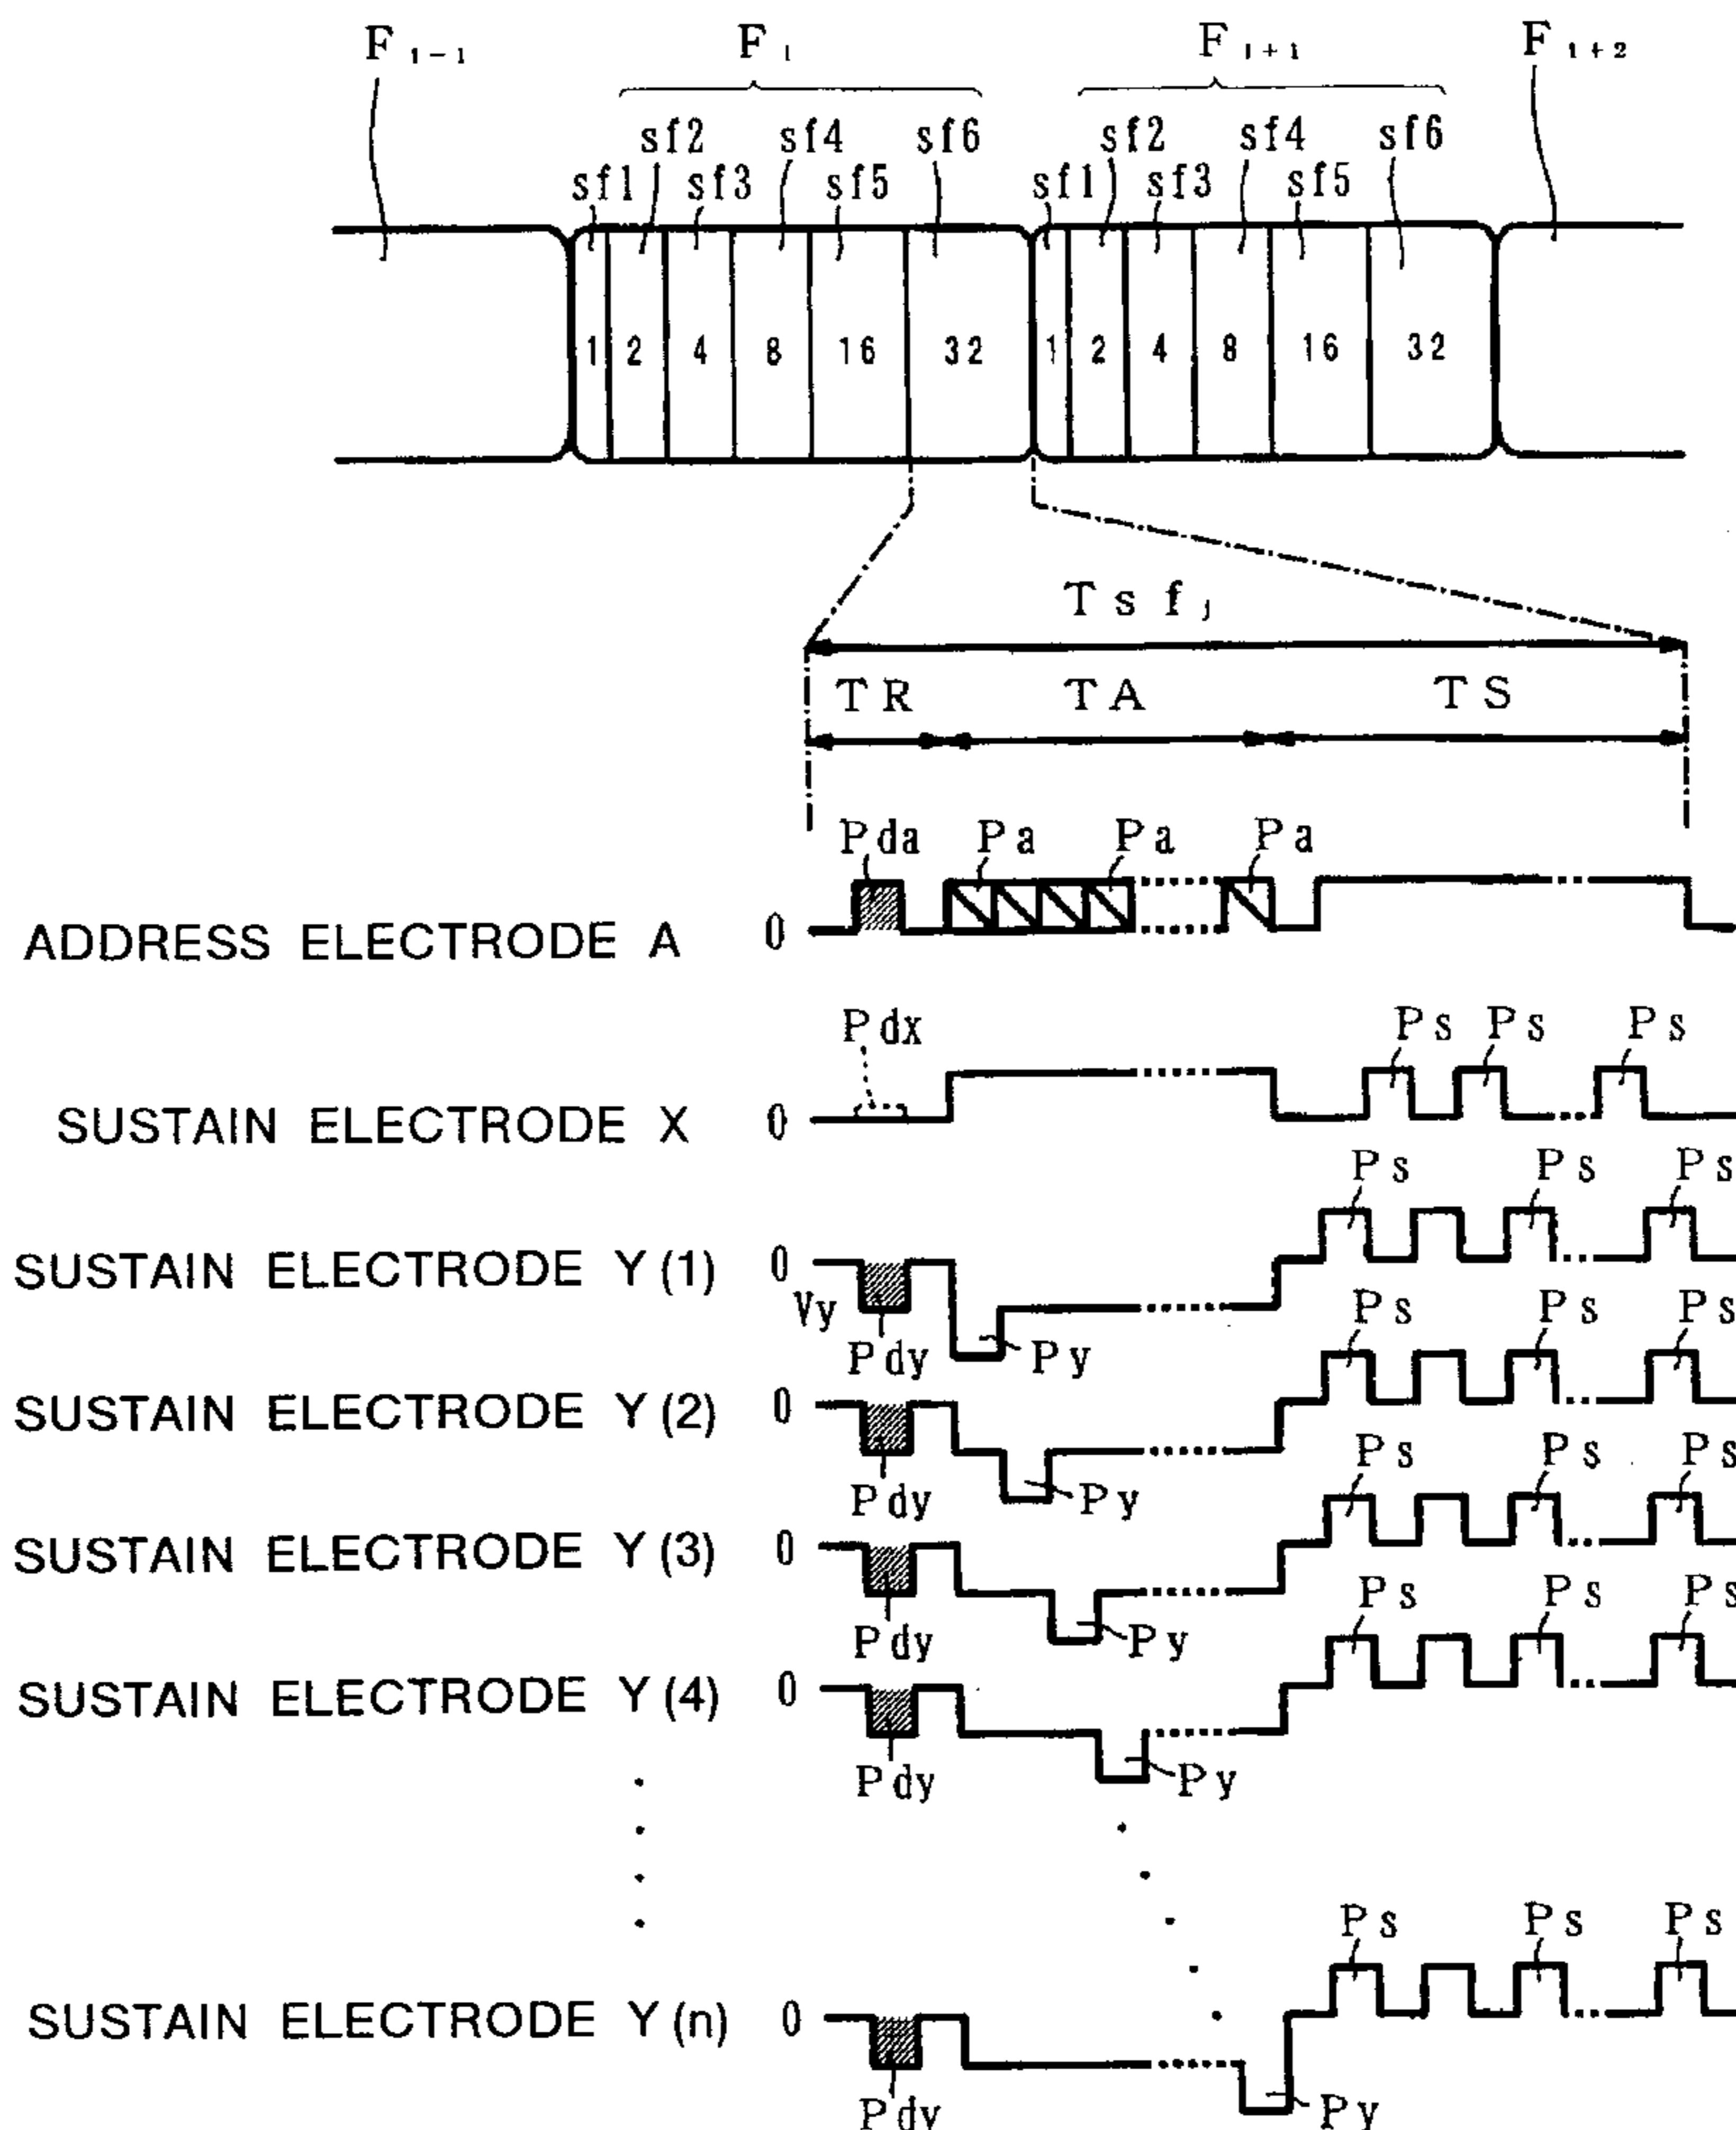 F i-1 F i F i+1 F i+2
sf2 sf4 sf6 sf2 sf4 sf6
sf1 sf3 sf5 sf1 sf3 sf5
1 2 4 8 16 32 1 2 4 8 16 32
Tsf j
TR TA TS
Pda Pa Pa Pa
ADDRESS ELECTRODE A 0
Pdx Ps Ps Ps
SUSTAIN ELECTRODE X 0
Ps Ps Ps
SUSTAIN ELECTRODE Y(1) 0
Vy
Pdy Py
Ps Ps Ps
SUSTAIN ELECTRODE Y(2) 0
Pdy Py
Ps Ps Ps
SUSTAIN ELECTRODE Y(3) 0
Pdy Py
Ps Ps Ps
SUSTAIN ELECTRODE Y(4) 0
Pdy Py
Ps Ps Ps
SUSTAIN ELECTRODE Y(n) 0
Pdy Py